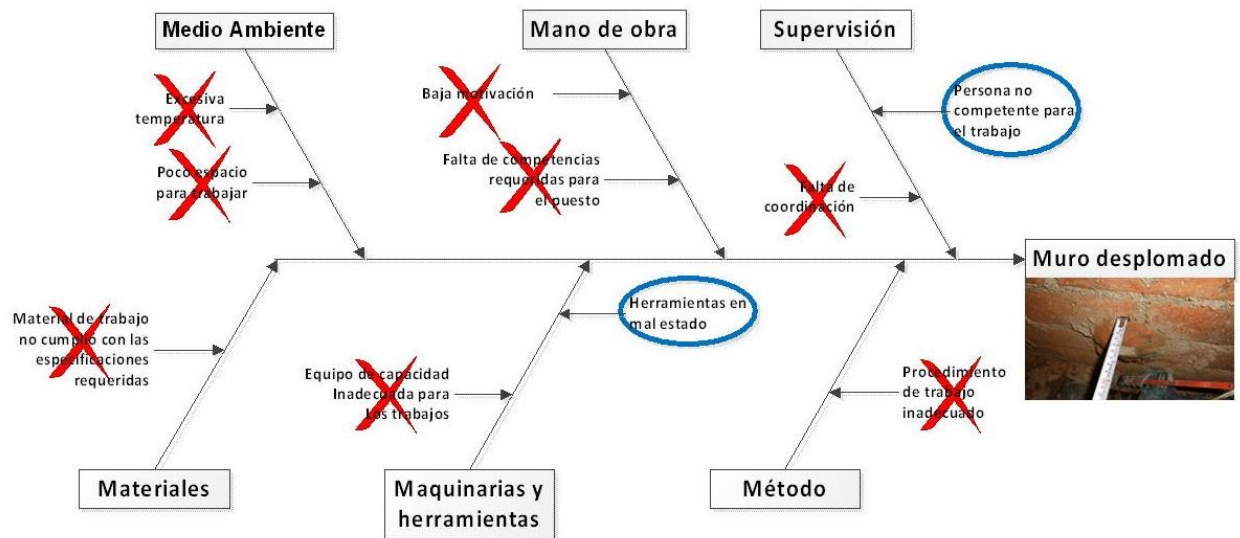 Medio Ambiente
Mano de obra
Supervisión
Excesiva
temperatura
Poco espacio
para trabajar
Baja motivación
Falta de competencias
requeridas para
el puesto
Persona no
competente para
el trabajo
Falta de
coordinación
Muro desplomado
Material de trabajo
no cumplió con las
especificaciones
requeridas
Equipo de capacidad
Inadecuada para
Los trabajos
Herramientas en
mal estado
Procedimiento
de trabajo
inadecuado
Materiales
Maquinarias y
herramientas
Método